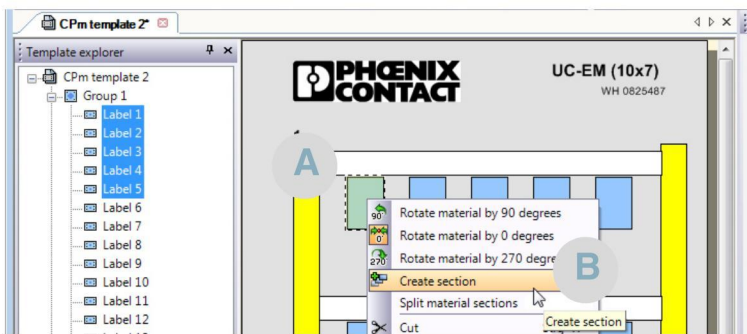 CPm template 2*
Template explorer
CPm template 2
Group 1
Label 1
Label 2
Label 3
Label 4
Label 5
Label 6
Label 7
Label 8
Label 9
Label 10
Label 11
Label 12
PHŒNIX
CONTACT
UC-EM (10x7)
WH 0825487
A
90°
Rotate material by 90 degrees
0°
Rotate material by 0 degrees
270°
Rotate material by 270 degre
B
Create section
Split material sections
Cut
Create section